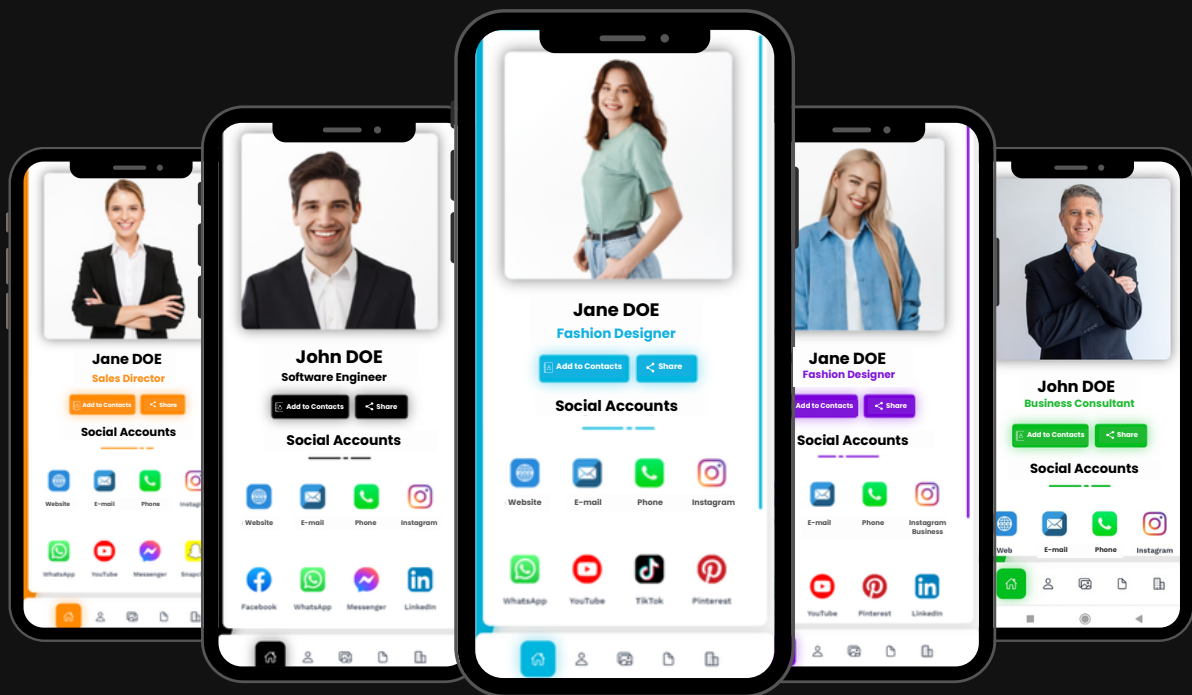 Jane DOE
Sales Director
Add to Contacts
Share
Social Accounts
Website
E-mail
Phone
Instagr
WhatsApp
YouTube
Messenger
Snapc
John DOE
Software Engineer
Add to Contacts
Share
Social Accounts
Website
E-mail
Phone
Instagram
Facebook
WhatsApp
Messenger
LinkedIn
Jane DOE
Fashion Designer
Add to Contacts
Share
Social Accounts
Website
E-mail
Phone
Instagram
WhatsApp
YouTube
TikTok
Pinterest
Jane DOE
Fashion Designer
Add to Contacts
Share
Social Accounts
E-mail
Phone
Instagram
Business
YouTube
Pinterest
LinkedIn
John DOE
Business Consultant
Add to Contacts
Share
Social Accounts
Web
E-mail
Phone
Instagram